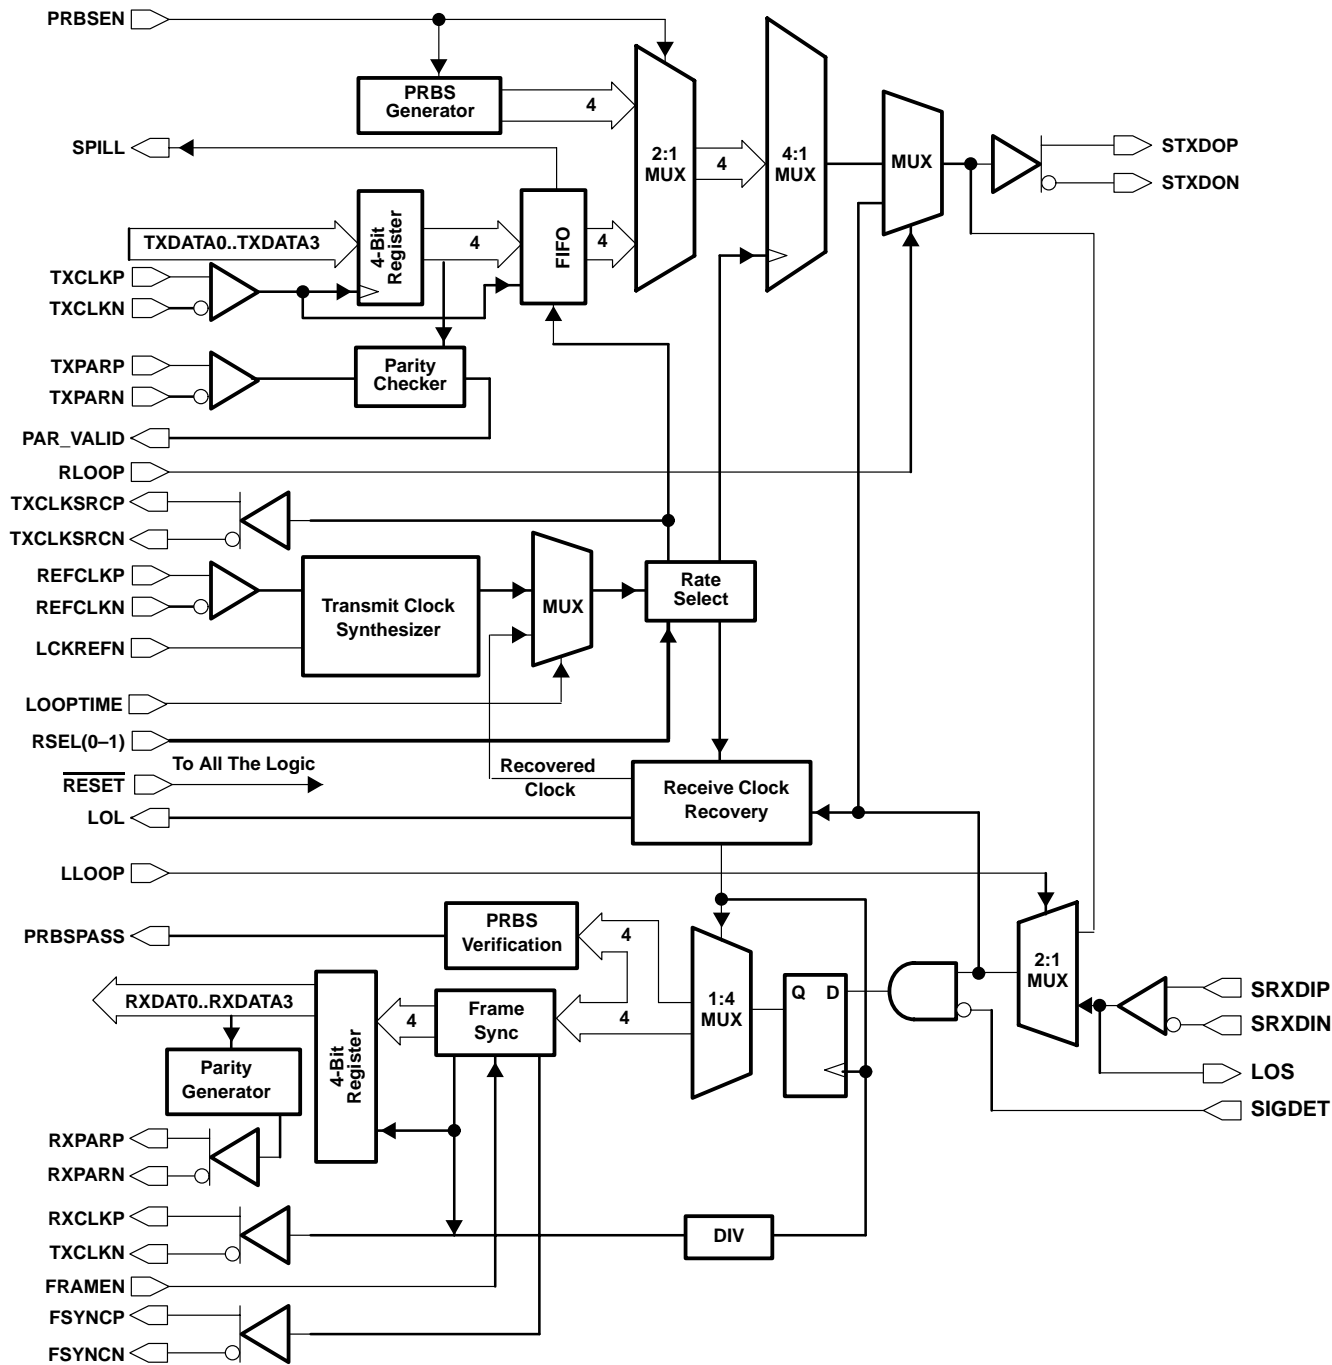 PRBSEN
PRBS
Generator
4
SPILL
2:1
MUX
4
4:1
MUX
MUX
STXDOP
STXDON
TXDATA0..TXDATA3
4-Bit
Register
4
FIFO
4
TXCLKP
TXCLKN
TXPARP
TXPARN
Parity
Checker
PAR_VALID
RLOOP
TXCLKSRCP
TXCLKSRCN
REFCLKP
REFCLKN
LCKREFN
Transmit Clock
Synthesizer
MUX
Rate
Select
LOOPTIME
RSEL(0–1)
RESET
To All The Logic
Recovered
Clock
Receive Clock
Recovery
LOL
LLOOP
PRBSPASS
PRBS
Verification
4
4
1:4
MUX
Q D
2:1
MUX
SRXDIP
SRXDIN
LOS
SIGDET
RXDAT0..RXDATA3
4-Bit
Register
4
Frame
Sync
Parity
Generator
RXPARP
RXPARN
RXCLKP
TXCLKN
DIV
FRAMEN
FSYNCP
FSYNCN